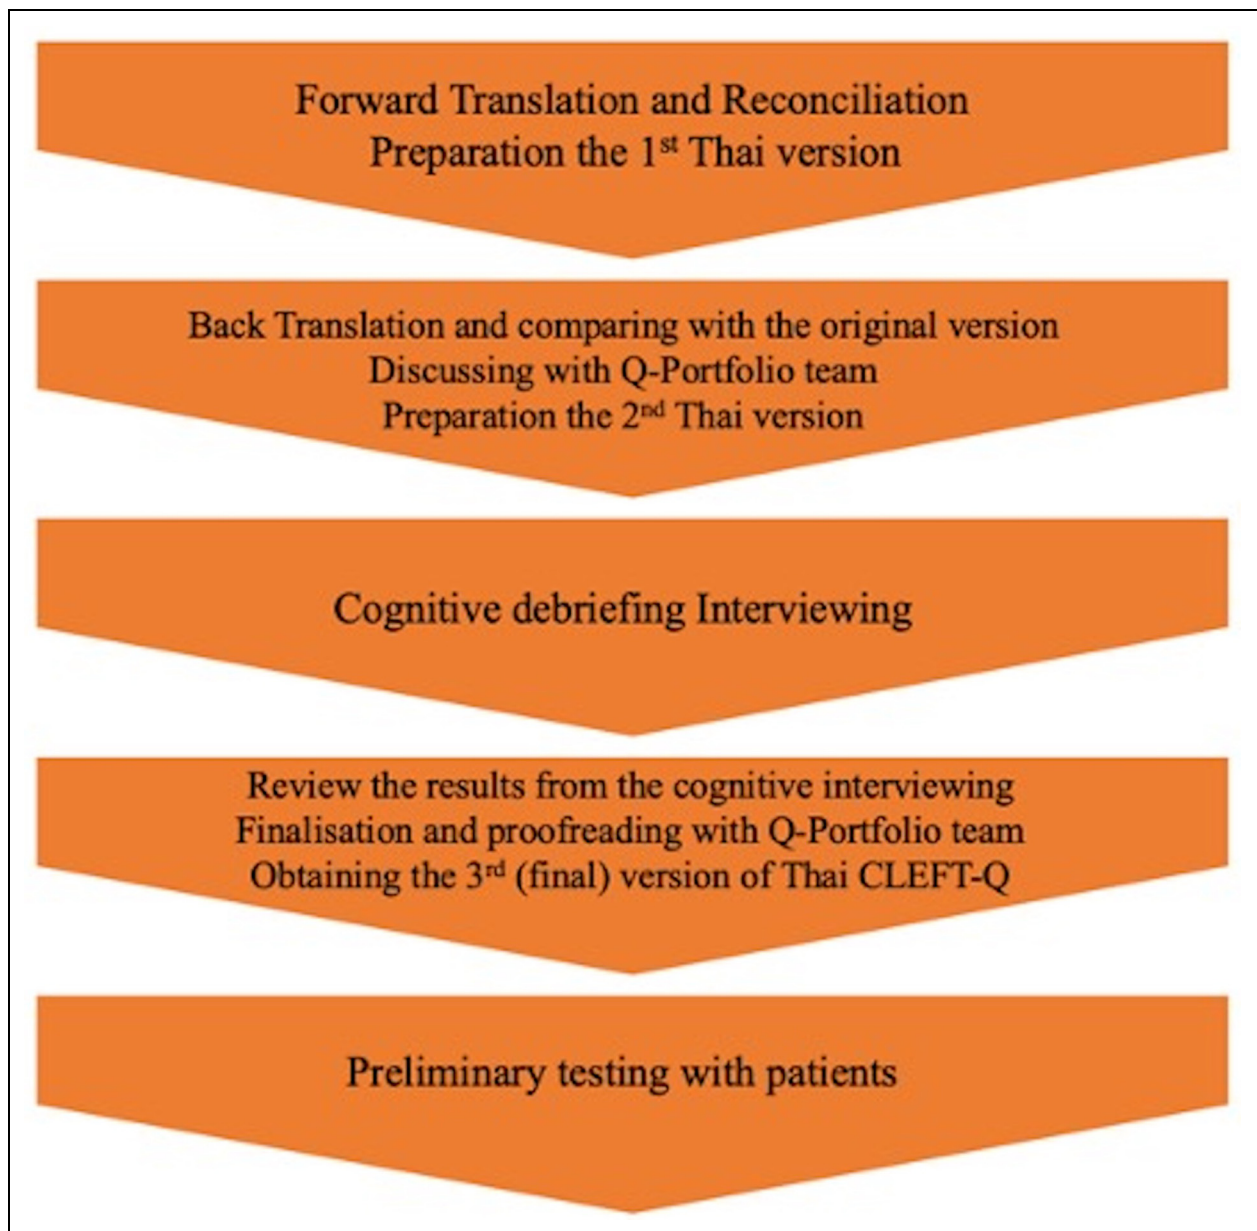 Forward Translation and Reconciliation
Preparation the 1st Thai version
Back Translation and comparing with the original version
Discussing with Q-Portfolio team
Preparation the 2nd Thai version
Cognitive debriefing Interviewing
Review the results from the cognitive interviewing
Finalisation and proofreading with Q-Portfolio team
Obtaining the 3rd (final) version of Thai CLEFT-Q
Preliminary testing with patients